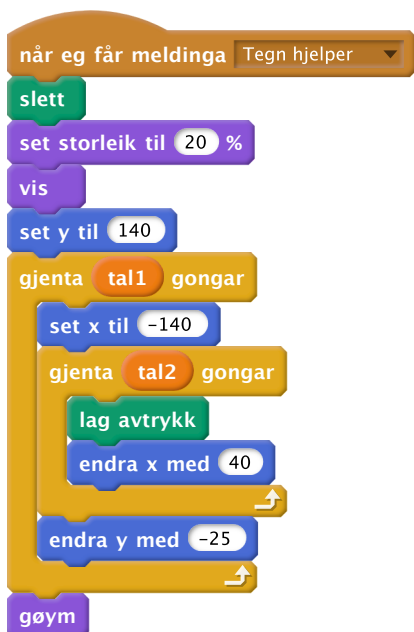 når eg får meldinga Tegn hjelper
slett
set storleik til 20 %
vis
set y til 140
gjenta tal1 gongar
set x til -140
gjenta tal2 gongar
lag avtrykk
endra x med 40
endra y med -25
gøym